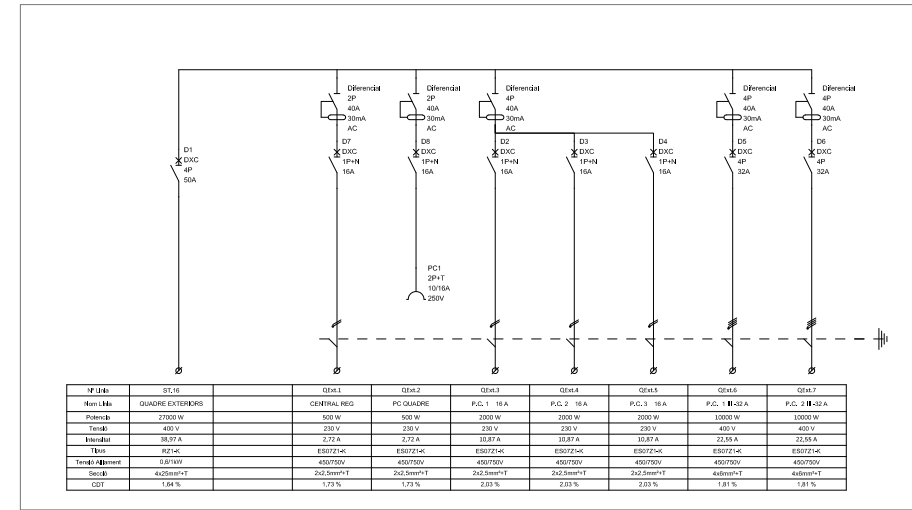 Diferencial Diferencial Diferencial Diferencial Diferencial
2P 2P 4P 4P 4P
40A 40A 40A 40A 40A
30mA 30mA 30mA 30mA 30mA
AC AC AC AC AC
D1 D7 D8 D2 D3 D4 D5 D6
DXC DXC DXC DXC DXC DXC DXC DXC
4P 1P+N 1P+N 1P+N 1P+N 1P+N 4P 4P
50A 16A 16A 16A 16A 16A 32A 32A
PC1
2P+T
10/16A
250V
Nº Línia ST.16 QExt.1 QExt.2 QExt.3 QExt.4 QExt.5 QExt.6 QExt.7
Nom Línia QUADRE EXTERIORS CENTRAL REG PC QUADRE P.C. 1 16 A P.C. 2 16 A P.C. 3 16 A P.C. 1 III -32 A P.C. 2 III -32 A
Potencia 27000 W 500 W 500 W 2000 W 2000 W 2000 W 10000 W 10000 W
Tensió 400 V 230 V 230 V 230 V 230 V 230 V 400 V 400 V
Intensitat 38,97 A 2,72 A 2,72 A 10,87 A 10,87 A 10,87 A 22,55 A 22,55 A
Tipus RZ1-K ES07Z1-K ES07Z1-K ES07Z1-K ES07Z1-K ES07Z1-K ES07Z1-K ES07Z1-K
Tensió Aïllament 0,6/1kW 450/750V 450/750V 450/750V 450/750V 450/750V 450/750V 450/750V
Secció 4x25mm²+T 2x2,5mm²+T 2x2,5mm²+T 2x2,5mm²+T 2x2,5mm²+T 2x2,5mm²+T 4x6mm²+T 4x6mm²+T
CDT 1,64 % 1,73 % 1,73 % 2,03 % 2,03 % 2,03 % 1,81 % 1,81 %